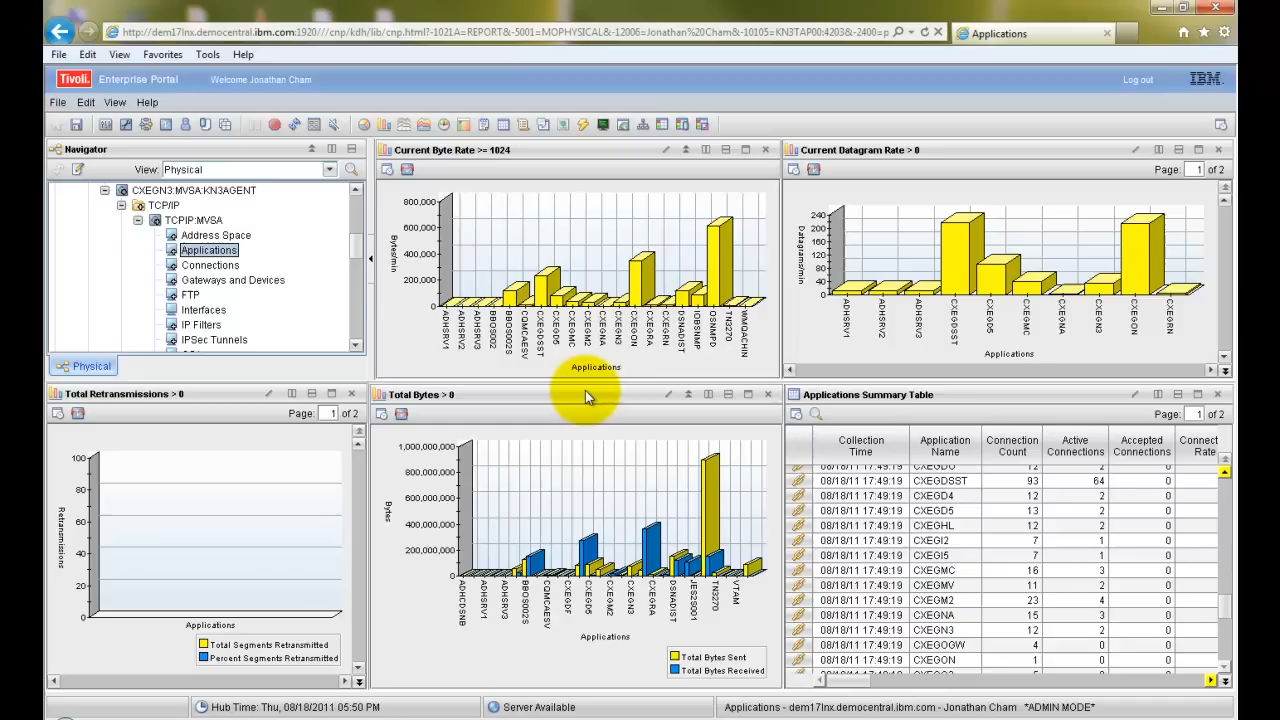 http://dem17lnx.democentral.ibm.com:1920///cnp/kdh/lib/cnp.html?-1021A=REPORT&-5001=MOPHYSICAL&-12006=Jonathan%20Cham&-10105=KN3TAP00:4203&-2400=p
Applications
File Edit View Favorites Tools Help
Tivoli. Enterprise Portal Welcome Jonathan Cham Log out IBM.
File Edit View Help
Navigator
View: Physical
CXEGN3:MVSA:KN3AGENT
TCP/IP
TCPIP:MVSA
Address Space
Applications
Connections
Gateways and Devices
FTP
Interfaces
IP Filters
IPSec Tunnels
Physical
Current Byte Rate >= 1024
Bytes/min
800,000
600,000
400,000
200,000
0
ADHSRV1
ADHSRV2
ADHSRV3
BBOS002
BBOS002S
CQMCAESV
CXEGDSST
CXEGD5
CXEGMC
CXEGM2
CXEGNA
CXEGN3
CXEGON
CXEGRA
CXEGRN
DSNADIST
IOBSNMP
OSNMPD
TN3270
WMQACHIN
Applications
Current Datagram Rate > 0
Page: 1 of 2
Datagrams/min
240
200
160
120
80
40
0
ADHSRV1
ADHSRV2
ADHSRV3
CXEGDSST
CXEGD5
CXEGMC
CXEGNA
CXEGN3
CXEGON
CXEGRN
Applications
Total Retransmissions > 0
Page: 1 of 2
Retransmissions
100
80
60
40
20
0
Applications
Total Segments Retransmitted
Percent Segments Retransmitted
Total Bytes > 0
Bytes
1,000,000,000
800,000,000
600,000,000
400,000,000
200,000,000
0
ADHCDSNB
ADHSRV1
ADHSRV3
BBOS002S
CQMCAESV
CXEGDF
CXEGD5
CXEGM2
CXEGN3
CXEGRA
DSNADIST
JES2S001
TN3270
VTAM
Applications
Total Bytes Sent
Total Bytes Received
Applications Summary Table
Page: 1 of 2
Collection Time Application Name Connection Count Active Connections Accepted Connections Connect Rate
08/18/11 17:49:19 CXEGDSST 93 64 0
08/18/11 17:49:19 CXEGD4 12 2 0
08/18/11 17:49:19 CXEGD5 13 2 0
08/18/11 17:49:19 CXEGHL 12 2 0
08/18/11 17:49:19 CXEGI2 7 1 0
08/18/11 17:49:19 CXEGI5 7 1 0
08/18/11 17:49:19 CXEGMC 16 3 0
08/18/11 17:49:19 CXEGMV 11 2 0
08/18/11 17:49:19 CXEGM2 23 4 0
08/18/11 17:49:19 CXEGNA 15 3 0
08/18/11 17:49:19 CXEGN3 12 2 0
08/18/11 17:49:19 CXEGOGW 4 0 0
08/18/11 17:49:19 CXEGON 1 0 0
Hub Time: Thu, 08/18/2011 05:50 PM
Server Available
Applications - dem17lnx.democentral.ibm.com - Jonathan Cham *ADMIN MODE*